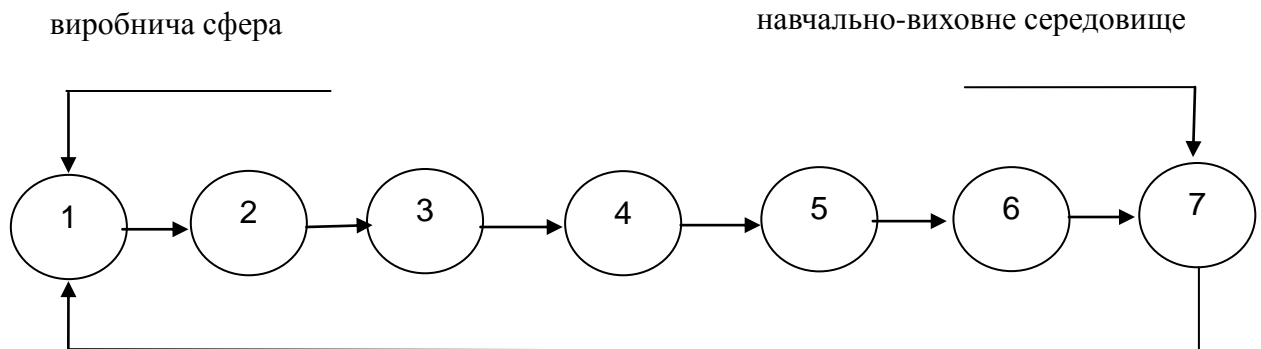 виробнича сфера
навчально-виховне середовище
1 2 3 4 5 6 7